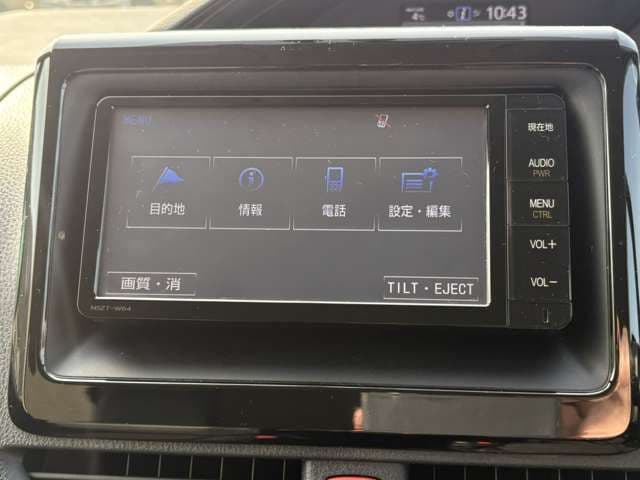 4℃
10:43
MENU
目的地
情報
電話
設定・編集
画質・消
TILT・EJECT
NSZT-W64
現在地
AUDIO
PWR
MENU
CTRL
VOL+
VOL−